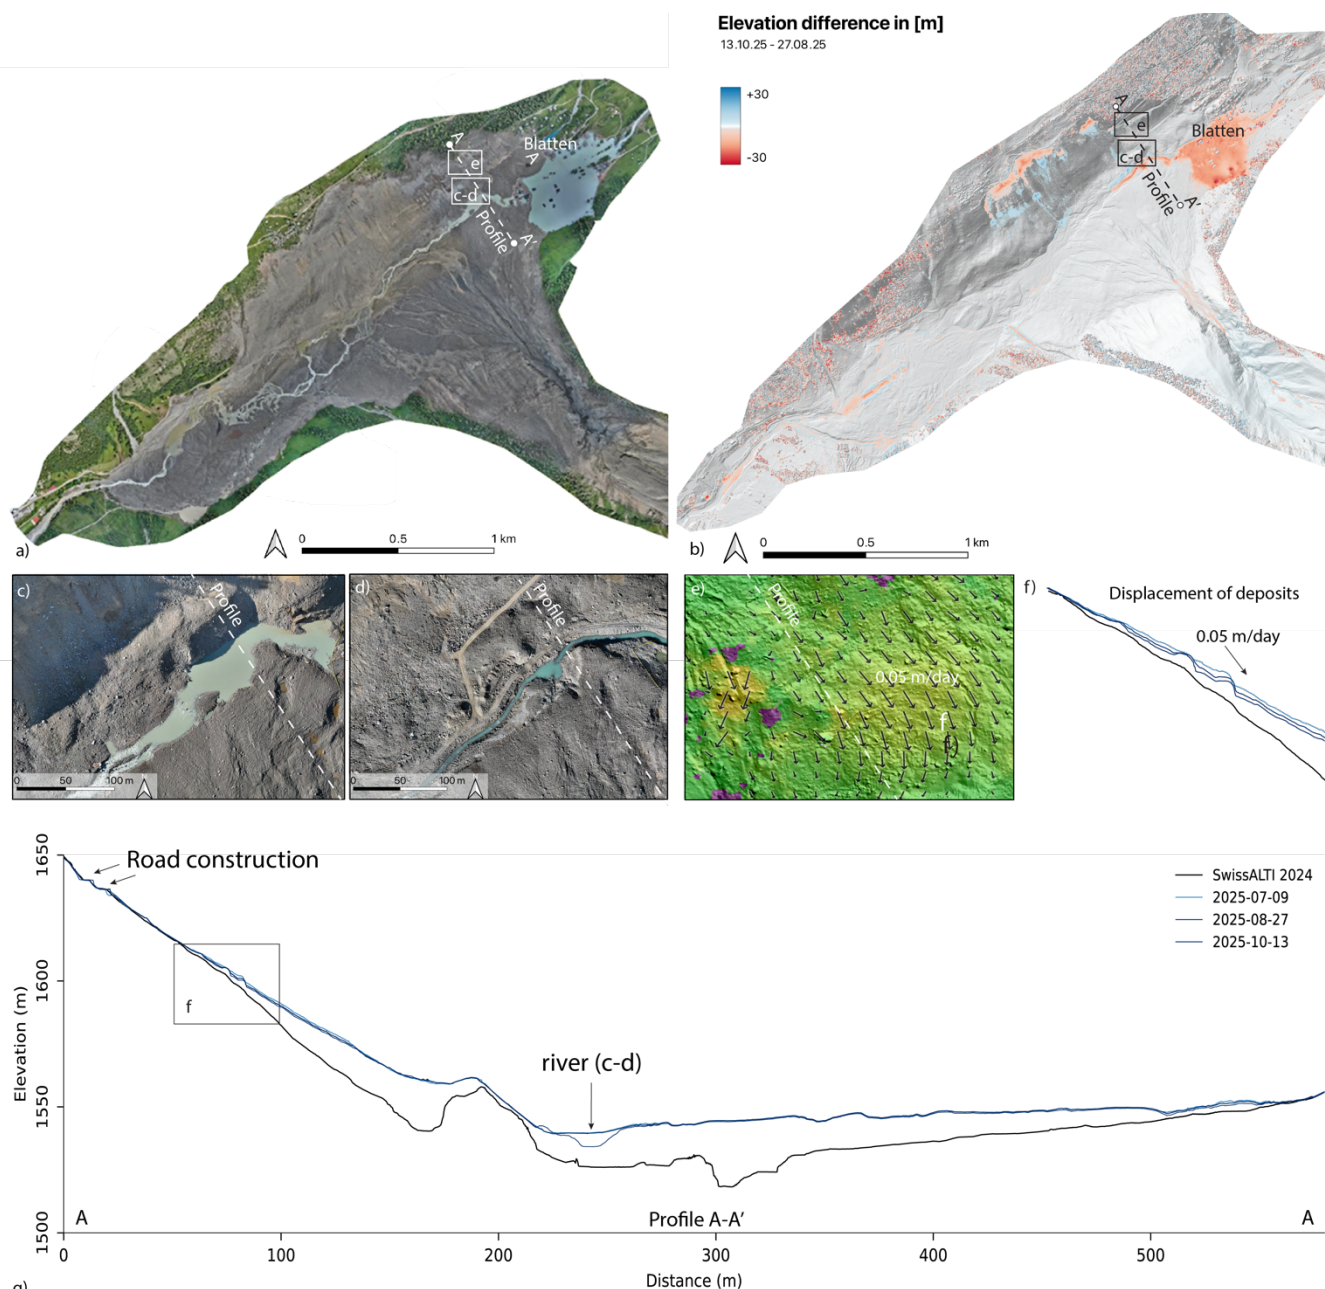 Elevation difference in [m]
13.10.25 - 27.08.25
+30
-30
A
e
Blatten
A
c-d
Profile
A'
A
e
Blatten
c-d
Profile
A'
0 0.5 1 km
a)
0 0.5 1 km
b)
c)
Profile
0 50 100 m
d)
Profile
0 50 100 m
e)
Profile
0.05 m/day
f
f)
Displacement of deposits
0.05 m/day
Road construction
SwissALTI 2024
2025-07-09
2025-08-27
2025-10-13
f
river (c-d)
Elevation (m)
1650
1600
1550
1500
A
Profile A-A'
A
0 100 200 300 400 500
Distance (m)